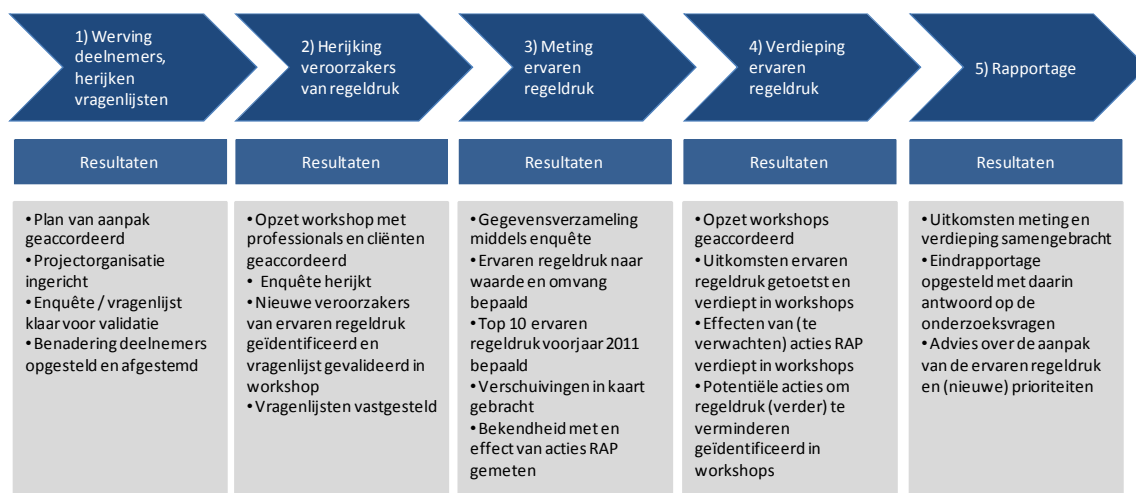 1) Werving
deelnemers,
herijken
vragenlijsten
2) Herijking
veroorzakers
van regeldruk
3) Meting
ervaren
regeldruk
4) Verdieping
ervaren
regeldruk
5) Rapportage
Resultaten
Resultaten
Resultaten
Resultaten
Resultaten
• Plan van aanpak
geaccordeerd
• Projectorganisatie
ingericht
• Enquête / vragenlijst
klaar voor validatie
• Benadering deelnemers
opgesteld en afgestemd
• Opzet workshop met
professionals en cliënten
geaccordeerd
• Enquête herijkt
• Nieuwe veroorzakers
van ervaren regeldruk
geïdentificeerd en
vragenlijst gevalideerd in
workshop
• Vragenlijsten vastgesteld
• Gegevensverzameling
middels enquête
• Ervaren regeldruk naar
waarde en omvang
bepaald
• Top 10 ervaren
regeldruk voorjaar 2011
bepaald
• Verschuivingen in kaart
gebracht
• Bekendheid met en
effect van acties RAP
gemeten
• Opzet workshops
geaccordeerd
• Uitkomsten ervaren
regeldruk getoetst en
verdiept in workshops
• Effecten van (te
verwachten) acties RAP
verdiept in workshops
• Potentiële acties om
regeldruk (verder) te
verminderen
geïdentificeerd in
workshops
• Uitkomsten meting en
verdieping samengebracht
• Eindrapportage
opgesteld met daarin
antwoord op de
onderzoeksvragen
• Advies over de aanpak
van de ervaren regeldruk
en (nieuwe) prioriteiten